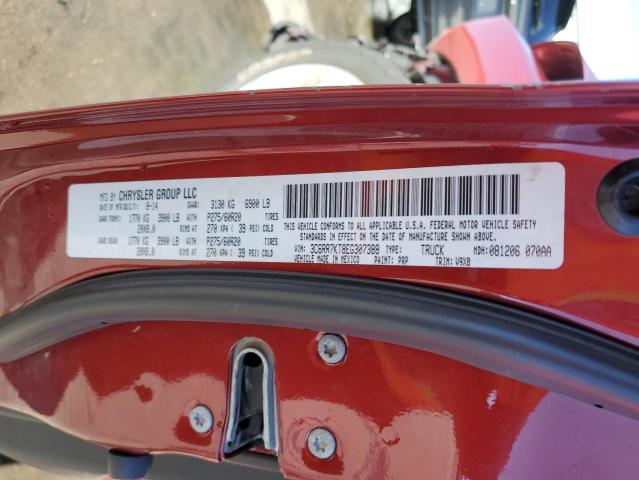 MFD BY CHRYSLER GROUP LLC
DATE OF MFR(BUILT): 8-14 GVWR: 3130 KG 6900 LB
GAWR FRONT: 1770 KG 3900 LB P275/60R20 TIRES
20X8.0 RIMS AT 270 KPA ( 39 PSI) COLD
GAWR REAR: 1770 KG 3900 LB P275/60R20 TIRES
20X8.0 RIMS AT 270 KPA ( 39 PSI) COLD
THIS VEHICLE CONFORMS TO ALL APPLICABLE U.S.A. FEDERAL MOTOR VEHICLE SAFETY
STANDARDS IN EFFECT ON THE DATE OF MANUFACTURE SHOWN ABOVE.
VIN: 3C6RR7KT8EG307388 TYPE: TRUCK MDH:081206 070AA
VEHICLE MADE IN MEXICO PAINT: PRP TRIM: V9X8